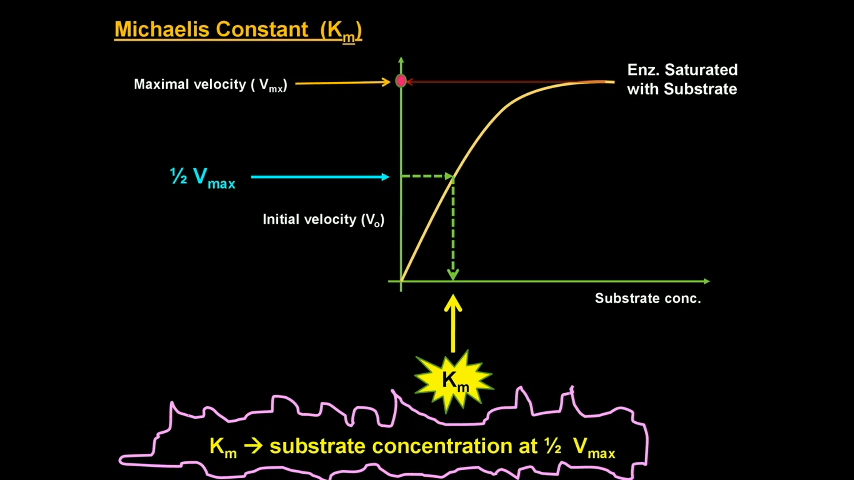 Michaelis Constant (Km)
Maximal velocity ( Vmx)
Enz. Saturated
with Substrate
½ Vmax
Initial velocity (Vo)
Substrate conc.
Km
Km → substrate concentration at ½ Vmax